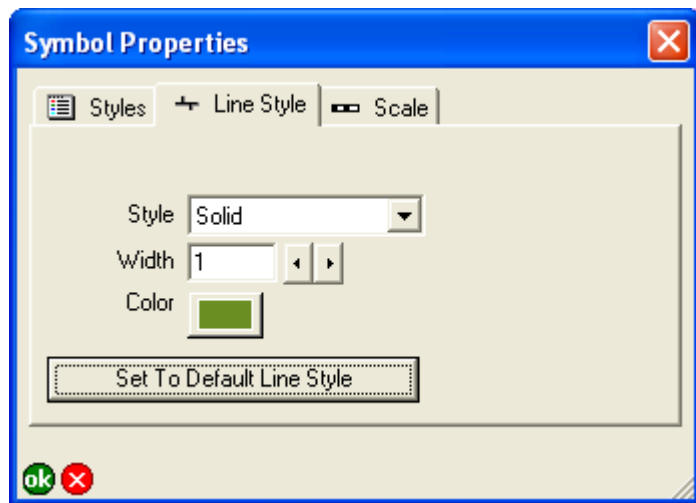 Symbol Properties
Styles Line Style Scale
Style Solid
Width 1
Color
Set To Default Line Style
ok